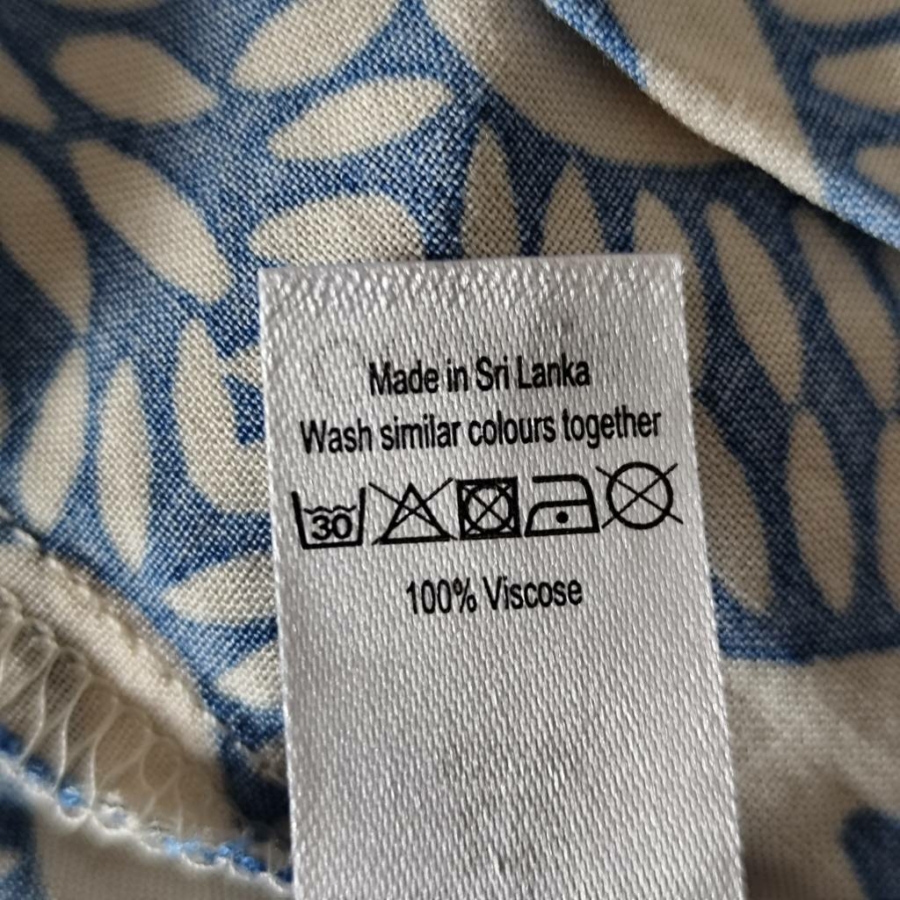 Made in Sri Lanka
Wash similar colours together
30
100% Viscose